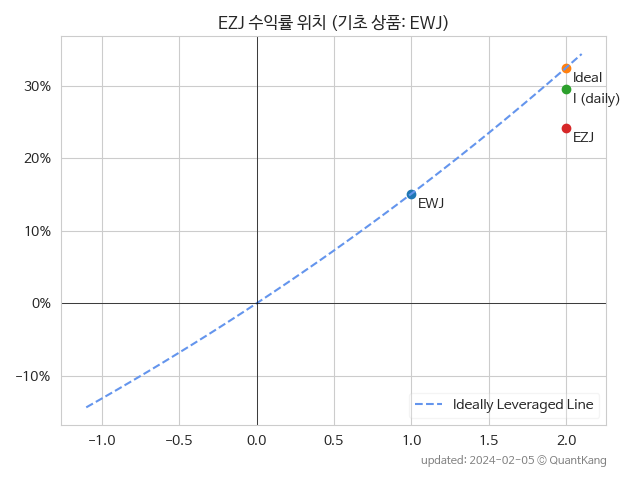 EZJ 수익률 위치 (기초 상품: EWJ)
30%
20%
10%
0%
−10%
Ideal
I (daily)
EZJ
EWJ
Ideally Leveraged Line
−1.0 −0.5 0.0 0.5 1.0 1.5 2.0
updated: 2024-02-05 © QuantKang